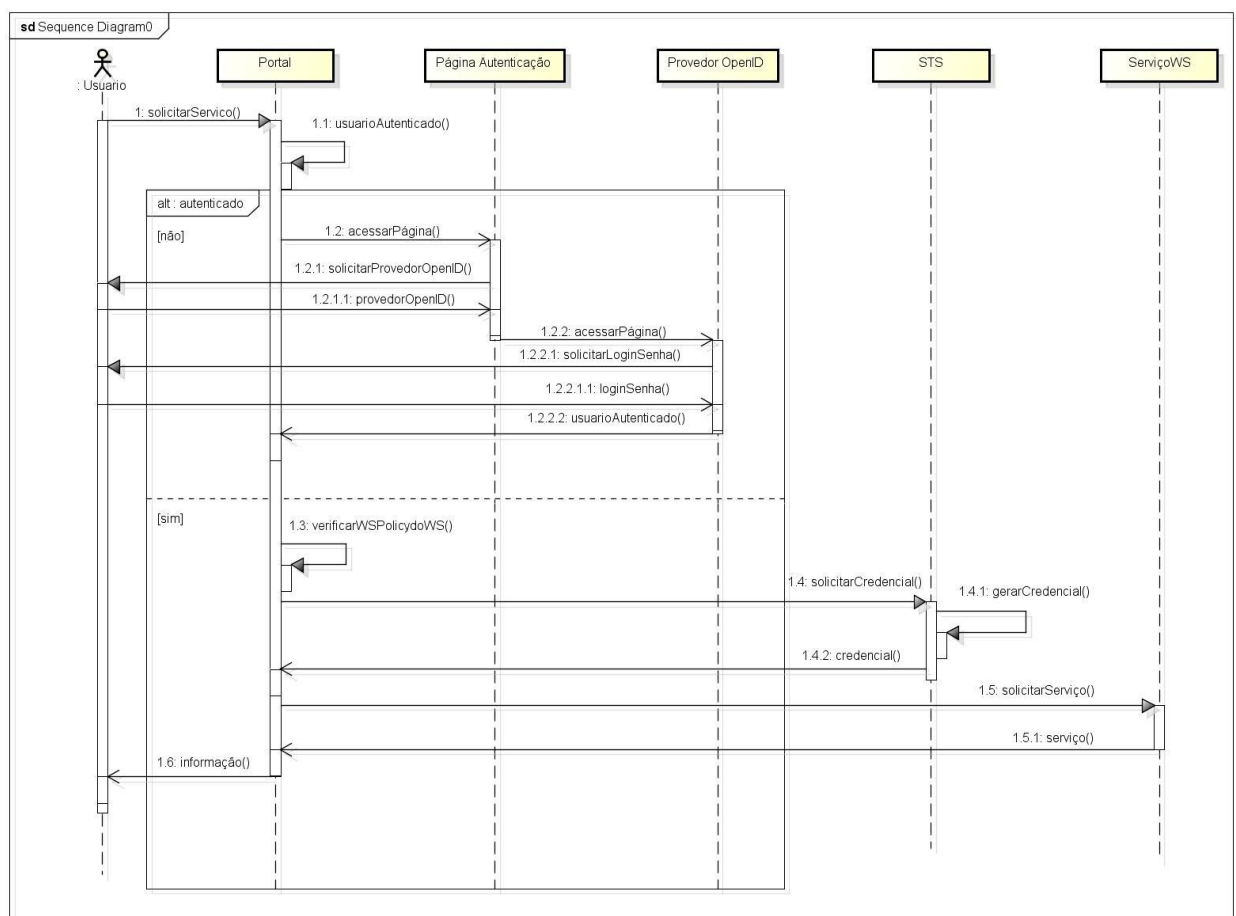 sd Sequence Diagram0
: Usuario
Portal
Página Autenticação
Provedor OpenID
STS
ServiçoWS
1: solicitarServico()
1.1: usuarioAutenticado()
alt : autenticado
[não]
1.2: acessarPágina()
1.2.1: solicitarProvedorOpenID()
1.2.1.1: provedorOpenID()
1.2.2: acessarPágina()
1.2.2.1: solicitarLoginSenha()
1.2.2.1.1: loginSenha()
1.2.2.2: usuarioAutenticado()
[sim]
1.3: verificarWSPolicydoWS()
1.4: solicitarCredencial()
1.4.1: gerarCredencial()
1.4.2: credencial()
1.5: solicitarServiço()
1.5.1: serviço()
1.6: informação()